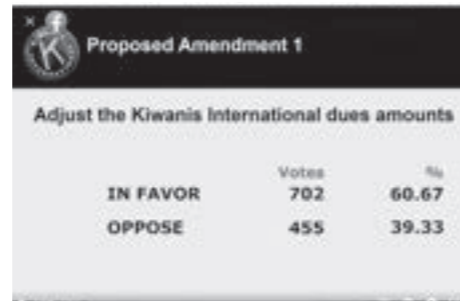 K
Proposed Amendment 1
Adjust the Kiwanis International dues amounts
Votes %
IN FAVOR 702 60.67
OPPOSE 455 39.33